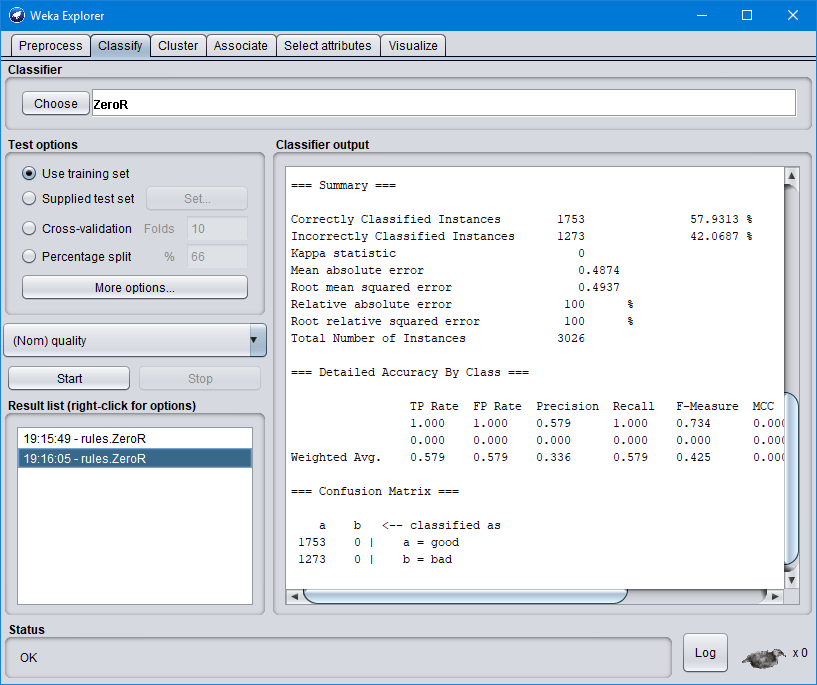 Weka Explorer
Preprocess Classify Cluster Associate Select attributes Visualize
Classifier
Choose ZeroR
Test options
Use training set
Supplied test set Set...
Cross-validation Folds 10
Percentage split % 66
More options...
(Nom) quality
Start Stop
Result list (right-click for options)
19:15:49 - rules.ZeroR
19:16:05 - rules.ZeroR
Classifier output
=== Summary ===
Correctly Classified Instances 1753 57.9313 %
Incorrectly Classified Instances 1273 42.0687 %
Kappa statistic 0
Mean absolute error 0.4874
Root mean squared error 0.4937
Relative absolute error 100 %
Root relative squared error 100 %
Total Number of Instances 3026
=== Detailed Accuracy By Class ===
TP Rate FP Rate Precision Recall F-Measure MCC
1.000 1.000 0.579 1.000 0.734 0.000
0.000 0.000 0.000 0.000 0.000 0.000
Weighted Avg. 0.579 0.579 0.336 0.579 0.425 0.000
=== Confusion Matrix ===
a b <-- classified as
1753 0 | a = good
1273 0 | b = bad
Status
OK
Log
x 0